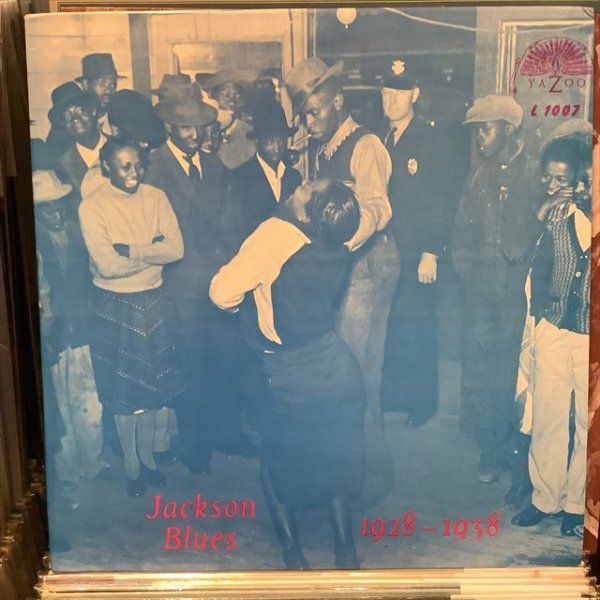 YAZOO
L 1007
Jackson
Blues
1928 – 1938